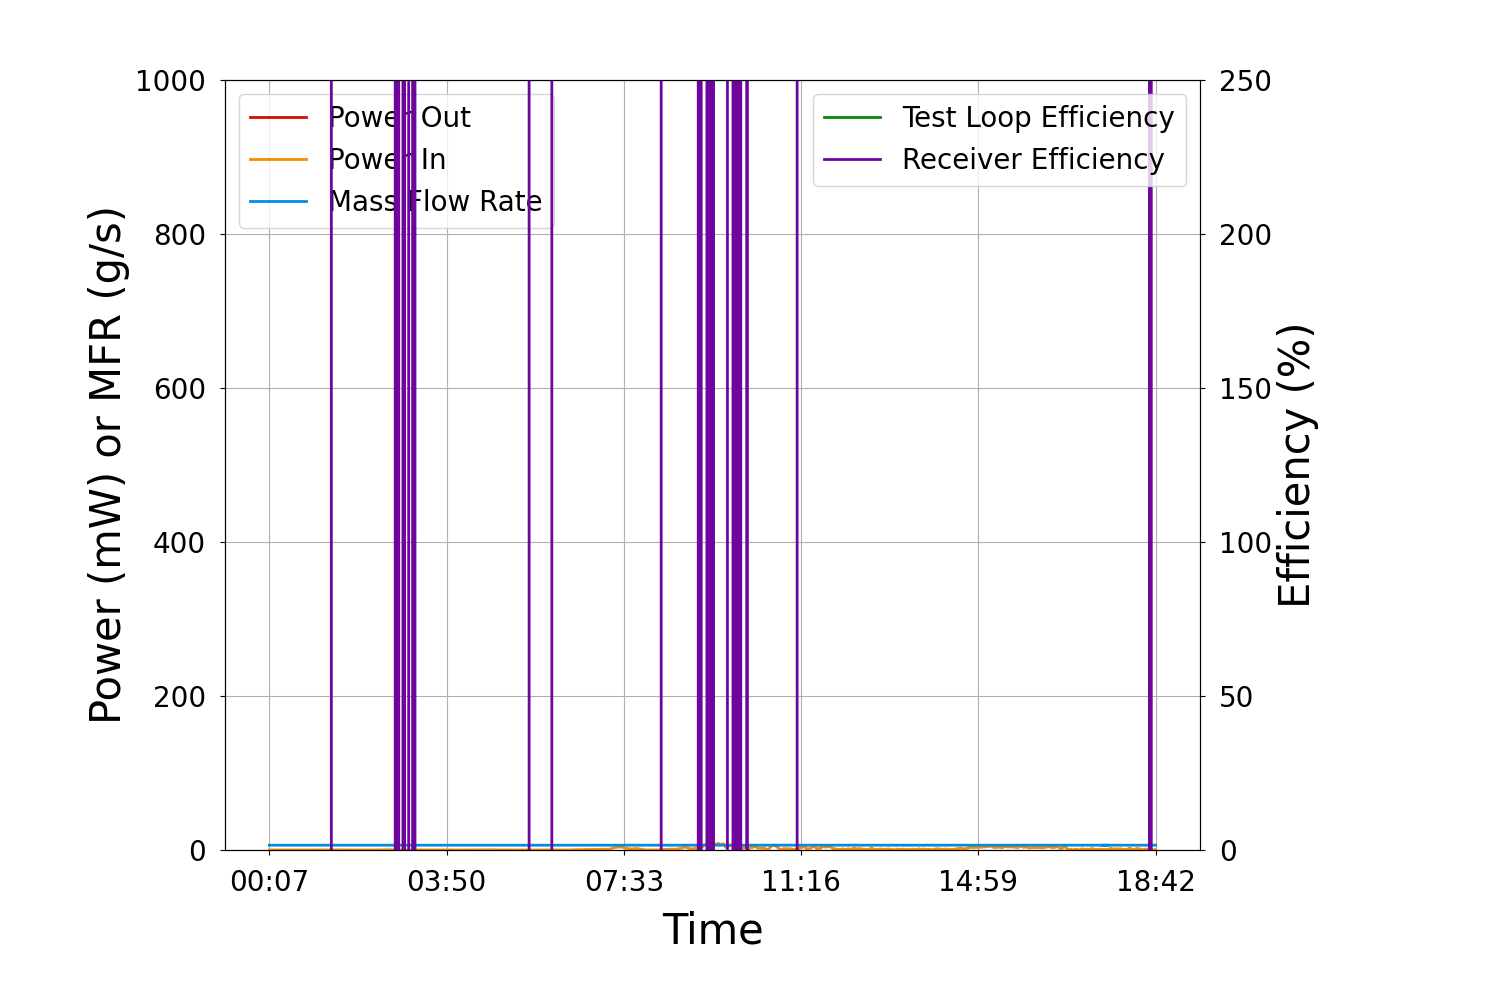 1000
800
600
400
200
0
Power (mW) or MFR (g/s)
Power Out
Power In
Mass Flow Rate
Test Loop Efficiency
Receiver Efficiency
250
200
150
100
50
0
Efficiency (%)
00:07 03:50 07:33 11:16 14:59 18:42
Time